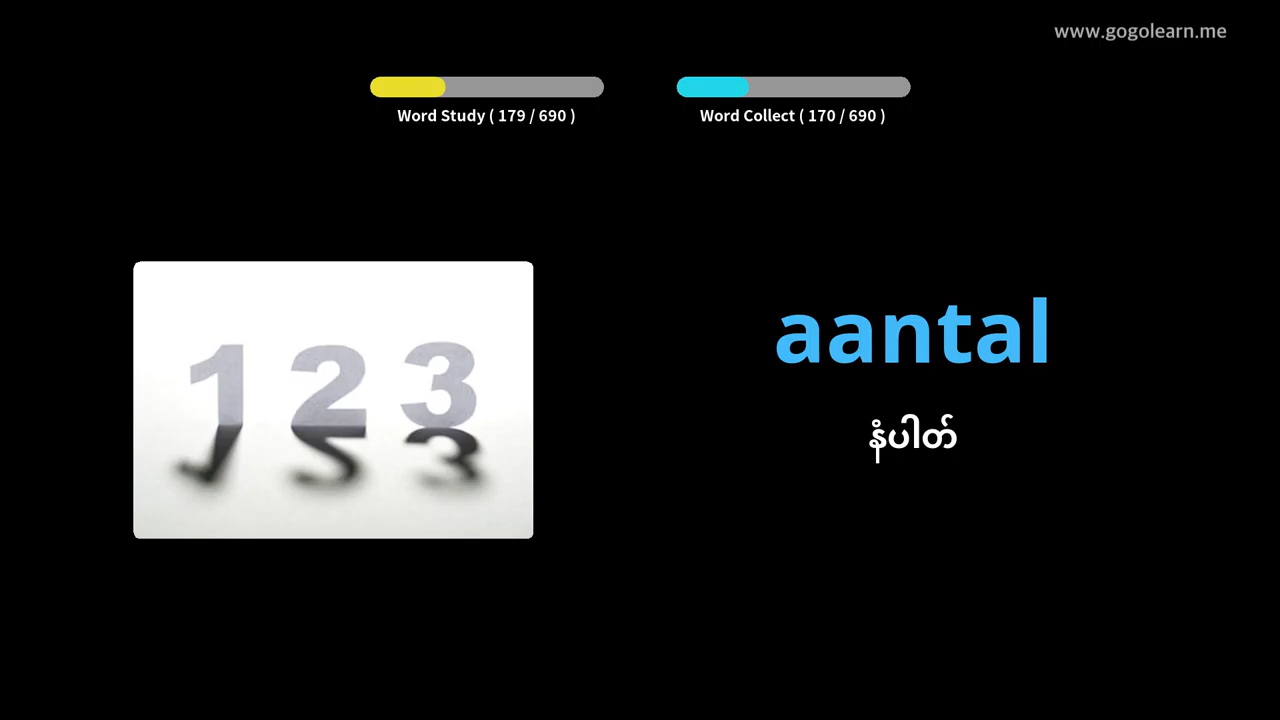 www.gogolearn.me
Word Study ( 179 / 690 )
Word Collect ( 170 / 690 )
1 2 3
aantal
နံပါတ်